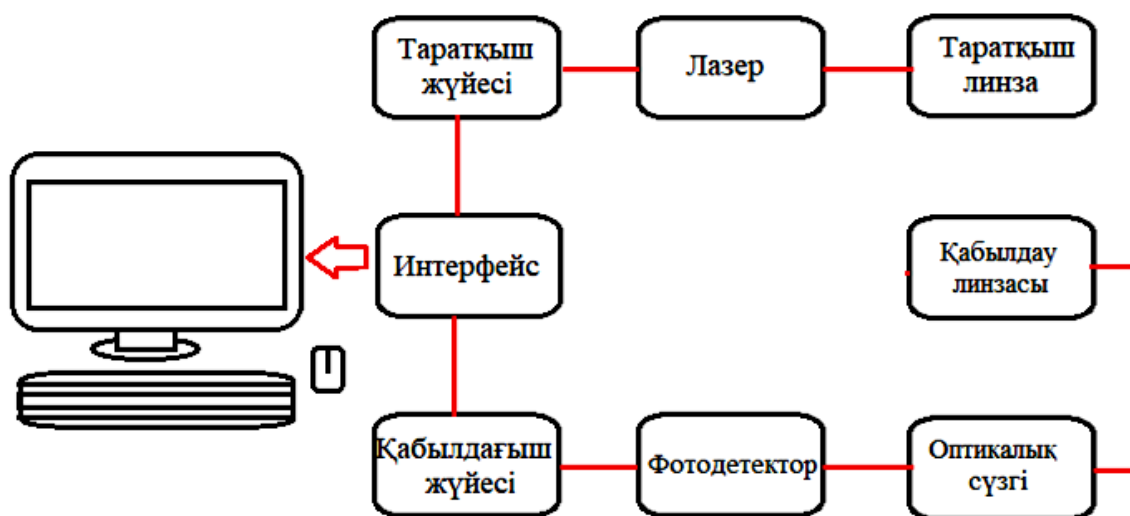 Таратқыш
жүйесі
Лазер
Таратқыш
линза
Интерфейс
Қабылдау
линзасы
Қабылдағыш
жүйесі
Фотодетектор
Оптикалық
сүзгі